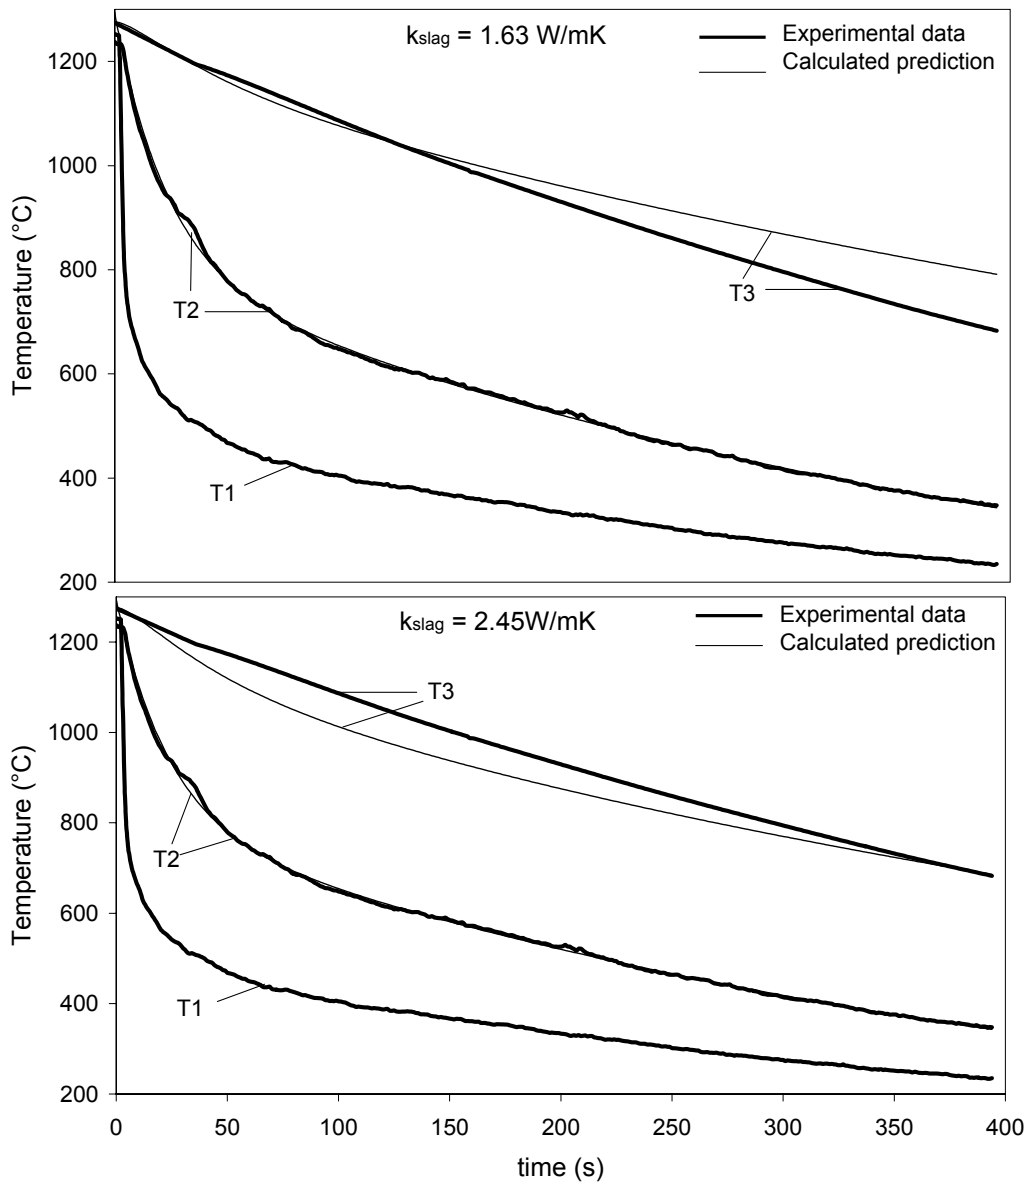 kslag = 1.63 W/mK
Experimental data
Calculated prediction
1200
1000
800
600
400
200
Temperature (°C)
T3
T2
T1
kslag = 2.45W/mK
Experimental data
Calculated prediction
1200
1000
800
600
400
200
Temperature (°C)
T3
T2
T1
0 50 100 150 200 250 300 350 400
time (s)